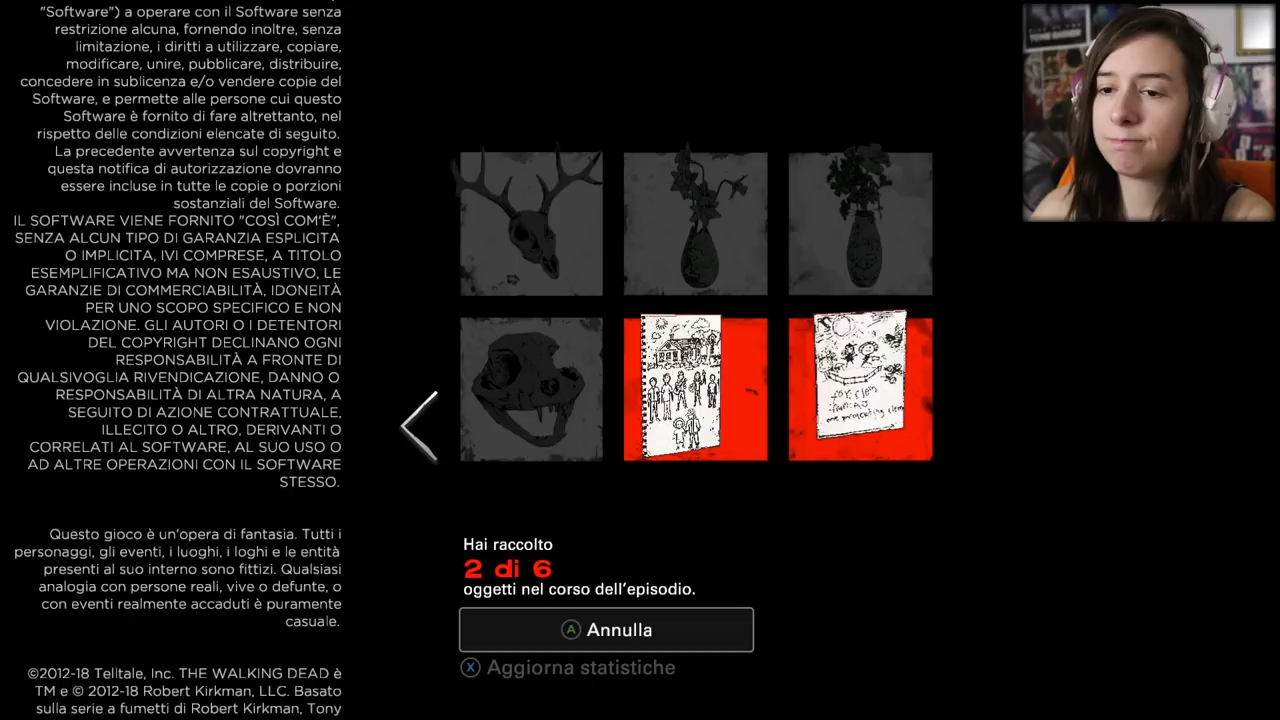 "Software") a operare con il Software senza
restrizione alcuna, fornendo inoltre, senza
limitazione, i diritti a utilizzare, copiare,
modificare, unire, pubblicare, distribuire,
concedere in sublicenza e/o vendere copie del
Software, e permette alle persone cui questo
Software è fornito di fare altrettanto, nel
rispetto delle condizioni elencate di seguito.
La precedente avvertenza sul copyright e
questa notifica di autorizzazione dovranno
essere incluse in tutte le copie o porzioni
sostanziali del Software.
IL SOFTWARE VIENE FORNITO "COSÌ COM'È",
SENZA ALCUN TIPO DI GARANZIA ESPLICITA
O IMPLICITA, IVI COMPRESE, A TITOLO
ESEMPLIFICATIVO MA NON ESAUSTIVO, LE
GARANZIE DI COMMERCIABILITÀ, IDONEITÀ
PER UNO SCOPO SPECIFICO E NON
VIOLAZIONE. GLI AUTORI O I DETENTORI
DEL COPYRIGHT DECLINANO OGNI
RESPONSABILITÀ A FRONTE DI
QUALSIVOGLIA RIVENDICAZIONE, DANNO O
RESPONSABILITÀ DI ALTRA NATURA, A
SEGUITO DI AZIONE CONTRATTUALE,
ILLECITO O ALTRO, DERIVANTI O
CORRELATI AL SOFTWARE, AL SUO USO O
AD ALTRE OPERAZIONI CON IL SOFTWARE
STESSO.
Questo gioco è un'opera di fantasia. Tutti i
personaggi, gli eventi, i luoghi, i loghi e le entità
presenti al suo interno sono fittizi. Qualsiasi
analogia con persone reali, vive o defunte, o
con eventi realmente accaduti è puramente
casuale.
©2012-18 Telltale, Inc. THE WALKING DEAD è
TM e © 2012-18 Robert Kirkman, LLC. Basato
sulla serie a fumetti di Robert Kirkman, Tony
Hai raccolto
2 di 6
oggetti nel corso dell'episodio.
A Annulla
X Aggiorna statistiche